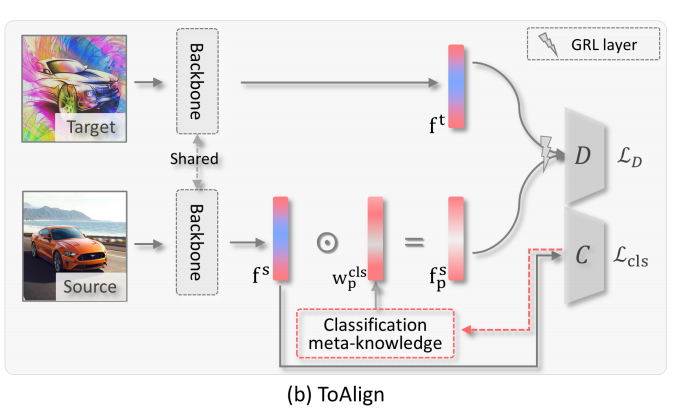 GRL layer
Backbone
Target
f^t
D
ℒ_D
Shared
Backbone
Source
f^s
⊙
w_p^cls
=
f_p^s
C
ℒ_cls
Classification
meta-knowledge
(b) ToAlign